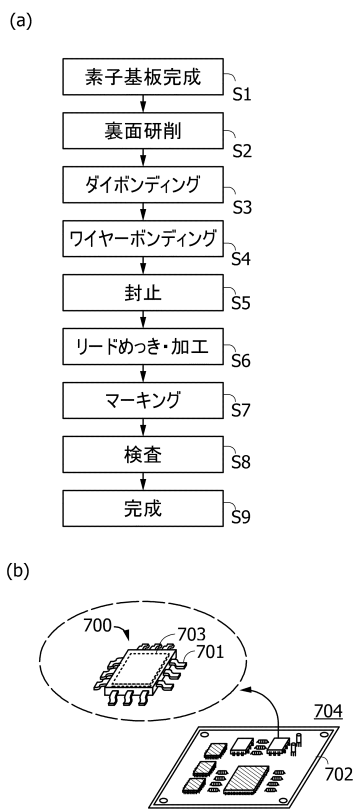 (a)
素子基板完成
S1
裏面研削
S2
ダイボンディング
S3
ワイヤーボンディング
S4
封止
S5
リードめっき・加工
S6
マーキング
S7
検査
S8
完成
S9
(b)
700
703
701
704
702